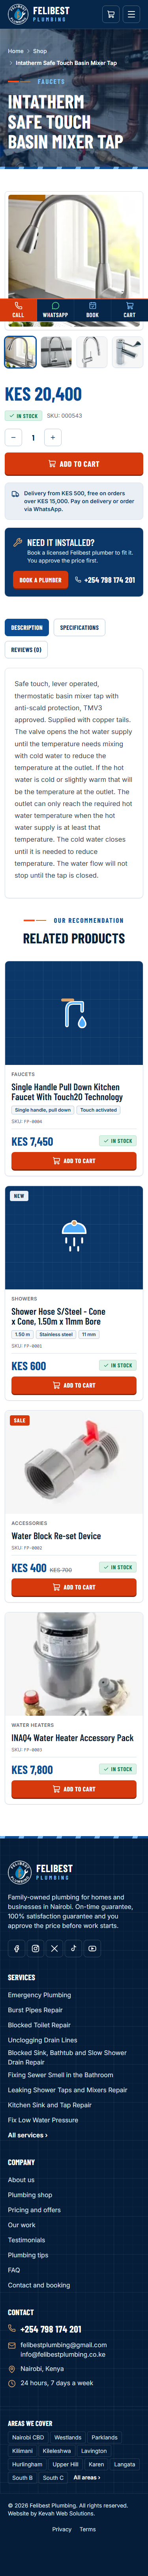 FELIBEST
PLUMBING
Home > Shop
> Intatherm Safe Touch Basin Mixer Tap
FAUCETS
INTATHERM
SAFE TOUCH
BASIN MIXER TAP
CALL
WHATSAPP
BOOK
CART
KES 20,400
IN STOCK
SKU: 000543
− 1 +
ADD TO CART
Delivery from KES 500, free on orders
over KES 15,000. Pay on delivery or order
via WhatsApp.
NEED IT INSTALLED?
Book a licensed Felibest plumber to fit it.
You approve the price first.
BOOK A PLUMBER
+254 798 174 201
DESCRIPTION
SPECIFICATIONS
REVIEWS (0)
Safe touch, lever operated,
thermostatic basin mixer tap with
anti-scald protection, TMV3
approved. Supplied with copper tails.
The valve opens the hot water supply
until the temperature needs mixing
with cold water to reduce the
temperature at the outlet. If the hot
water is cold or slightly warm that will
be the temperature at the outlet. The
outlet can only reach the required hot
water temperature when the hot
water supply is at least that
temperature. The cold water closes
until it is needed to reduce
temperature. The water flow will not
stop until the tap is closed.
OUR RECOMMENDATION
RELATED PRODUCTS
FAUCETS
Single Handle Pull Down Kitchen
Faucet With Touch20 Technology
Single handle, pull down
Touch activated
KES 7,450
IN STOCK
ADD TO CART
NEW
SHOWERS
Shower Hose S/Steel - Cone
x Cone, 1.50m x 11mm Bore
1.50 m
Stainless steel
11 mm
KES 600
IN STOCK
ADD TO CART
SALE
ACCESSORIES
Water Block Re-set Device
KES 400 KES 700
IN STOCK
ADD TO CART
WATER HEATERS
INAQ4 Water Heater Accessory Pack
KES 7,800
IN STOCK
ADD TO CART
FELIBEST
PLUMBING
Family-owned plumbing for homes and
businesses in Nairobi. On-time guarantee,
100% satisfaction guarantee and you
approve the price before work starts.
SERVICES
Emergency Plumbing
Burst Pipes Repair
Blocked Toilet Repair
Unclogging Drain Lines
Blocked Sink, Bathtub and Slow Shower
Drain Repair
Fixing Sewer Smell in the Bathroom
Leaking Shower Taps and Mixers Repair
Kitchen Sink and Tap Repair
Fix Low Water Pressure
All services ›
COMPANY
About us
Plumbing shop
Pricing and offers
Our work
Testimonials
Plumbing tips
FAQ
Contact and booking
CONTACT
+254 798 174 201
felibestplumbing@gmail.com
info@felibestplumbing.co.ke
Nairobi, Kenya
24 hours, 7 days a week
AREAS WE COVER
Nairobi CBD
Westlands
Parklands
Kilimani
Kileleshwa
Lavington
Hurlingham
Upper Hill
Karen
Langata
South B
South C
All areas ›
© 2026 Felibest Plumbing. All rights reserved.
Website by Kevah Web Solutions.
Privacy
Terms